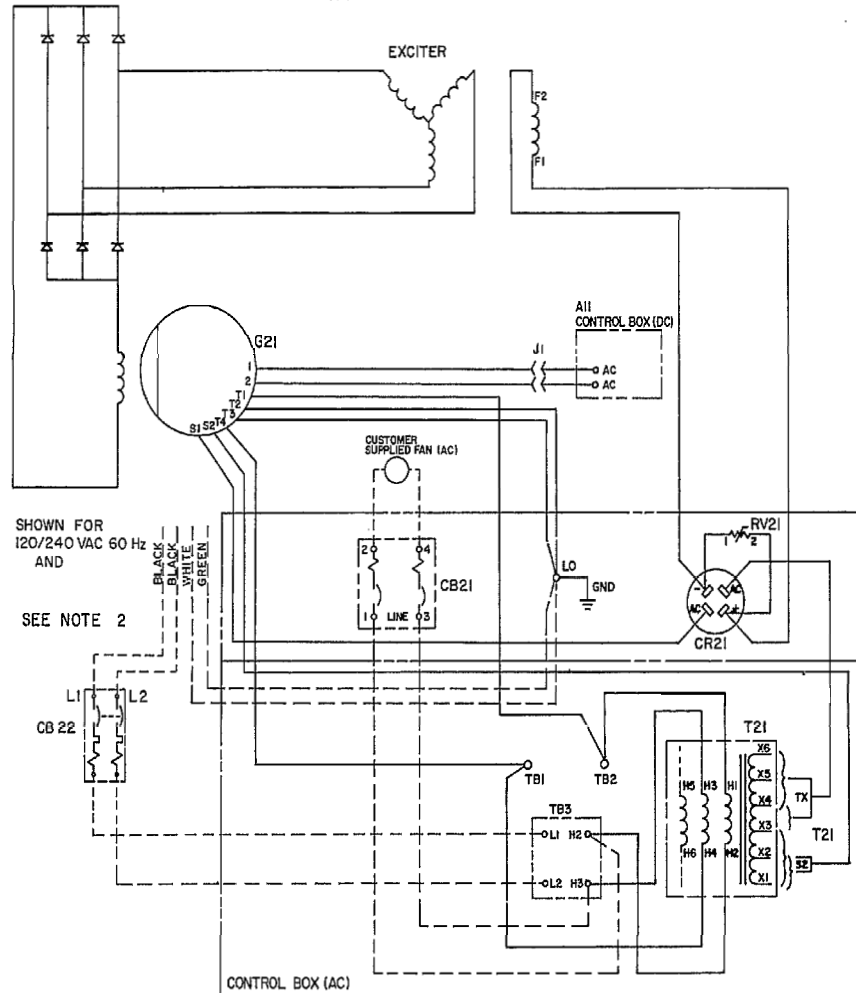 EXCITER
F2
F1
G21
1
2
T1
T2
T3
T4
S2
S1
A11
CONTROL BOX (DC)
J1
AC
AC
CUSTOMER
SUPPLIED FAN (AC)
SHOWN FOR
120/240 VAC 60 Hz
AND
SEE NOTE 2
BLACK
BLACK
WHITE
GREEN
2
4
CB21
1
LINE
3
LO
GND
RV21
1
2
-
AC
AC
+
CR21
L1
L2
CB 22
TB1
TB2
TB3
L1
H2
L2
H3
T21
H5
H3
H1
H6
H4
H2
X6
X5
X4
X3
X2
X1
TX
T21
S2
CONTROL BOX (AC)